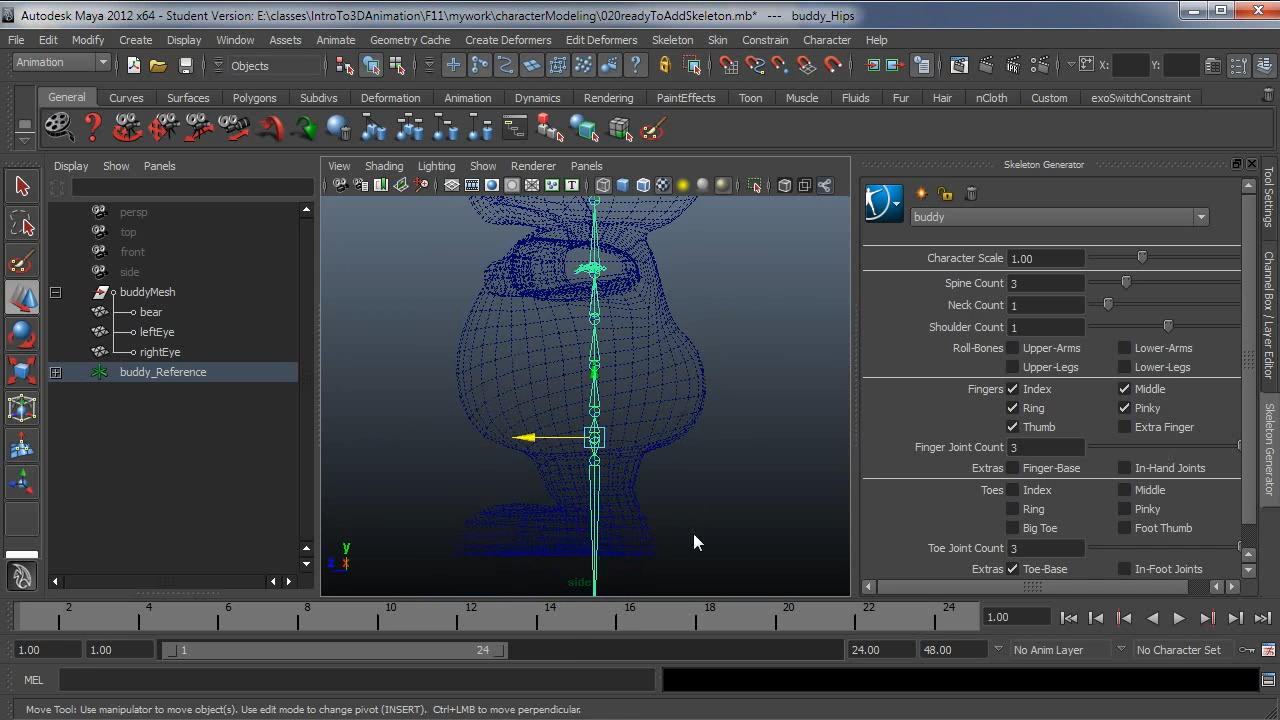 Autodesk Maya 2012 x64 - Student Version: E:\classes\IntroTo3DAnimation\F11\mywork\characterModeling\020readyToAddSkeleton.mb* --- buddy_Hips
File Edit Modify Create Display Window Assets Animate Geometry Cache Create Deformers Edit Deformers Skeleton Skin Constrain Character Help
Animation Objects X: Y:
General Curves Surfaces Polygons Subdivs Deformation Animation Dynamics Rendering PaintEffects Toon Muscle Fluids Fur Hair nCloth Custom exoSwitchConstraint
Display Show Panels
persp
top
front
side
buddyMesh
bear
leftEye
rightEye
buddy_Reference
View Shading Lighting Show Renderer Panels
y
z x
side
Skeleton Generator
buddy
Character Scale 1.00
Spine Count 3
Neck Count 1
Shoulder Count 1
Roll-Bones Upper-Arms Lower-Arms
Upper-Legs Lower-Legs
Fingers Index Middle
Ring Pinky
Thumb Extra Finger
Finger Joint Count 3
Extras Finger-Base In-Hand Joints
Toes Index Middle
Ring Pinky
Big Toe Foot Thumb
Toe Joint Count 3
Extras Toe-Base In-Foot Joints
Tool Settings
Channel Box / Layer Editor
Skeleton Generator
2 4 6 8 10 12 14 16 18 20 22 24 1.00
1.00 1.00 1 24 24.00 48.00 No Anim Layer No Character Set
MEL
Move Tool: Use manipulator to move object(s). Use edit mode to change pivot (INSERT). Ctrl+LMB to move perpendicular.